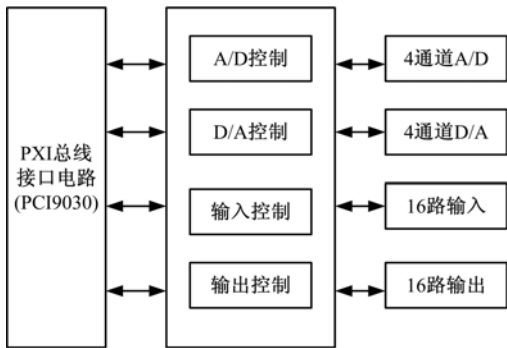 PXI总线
接口电路
(PCI9030)
A/D控制
D/A控制
输入控制
输出控制
4通道A/D
4通道D/A
16路输入
16路输出